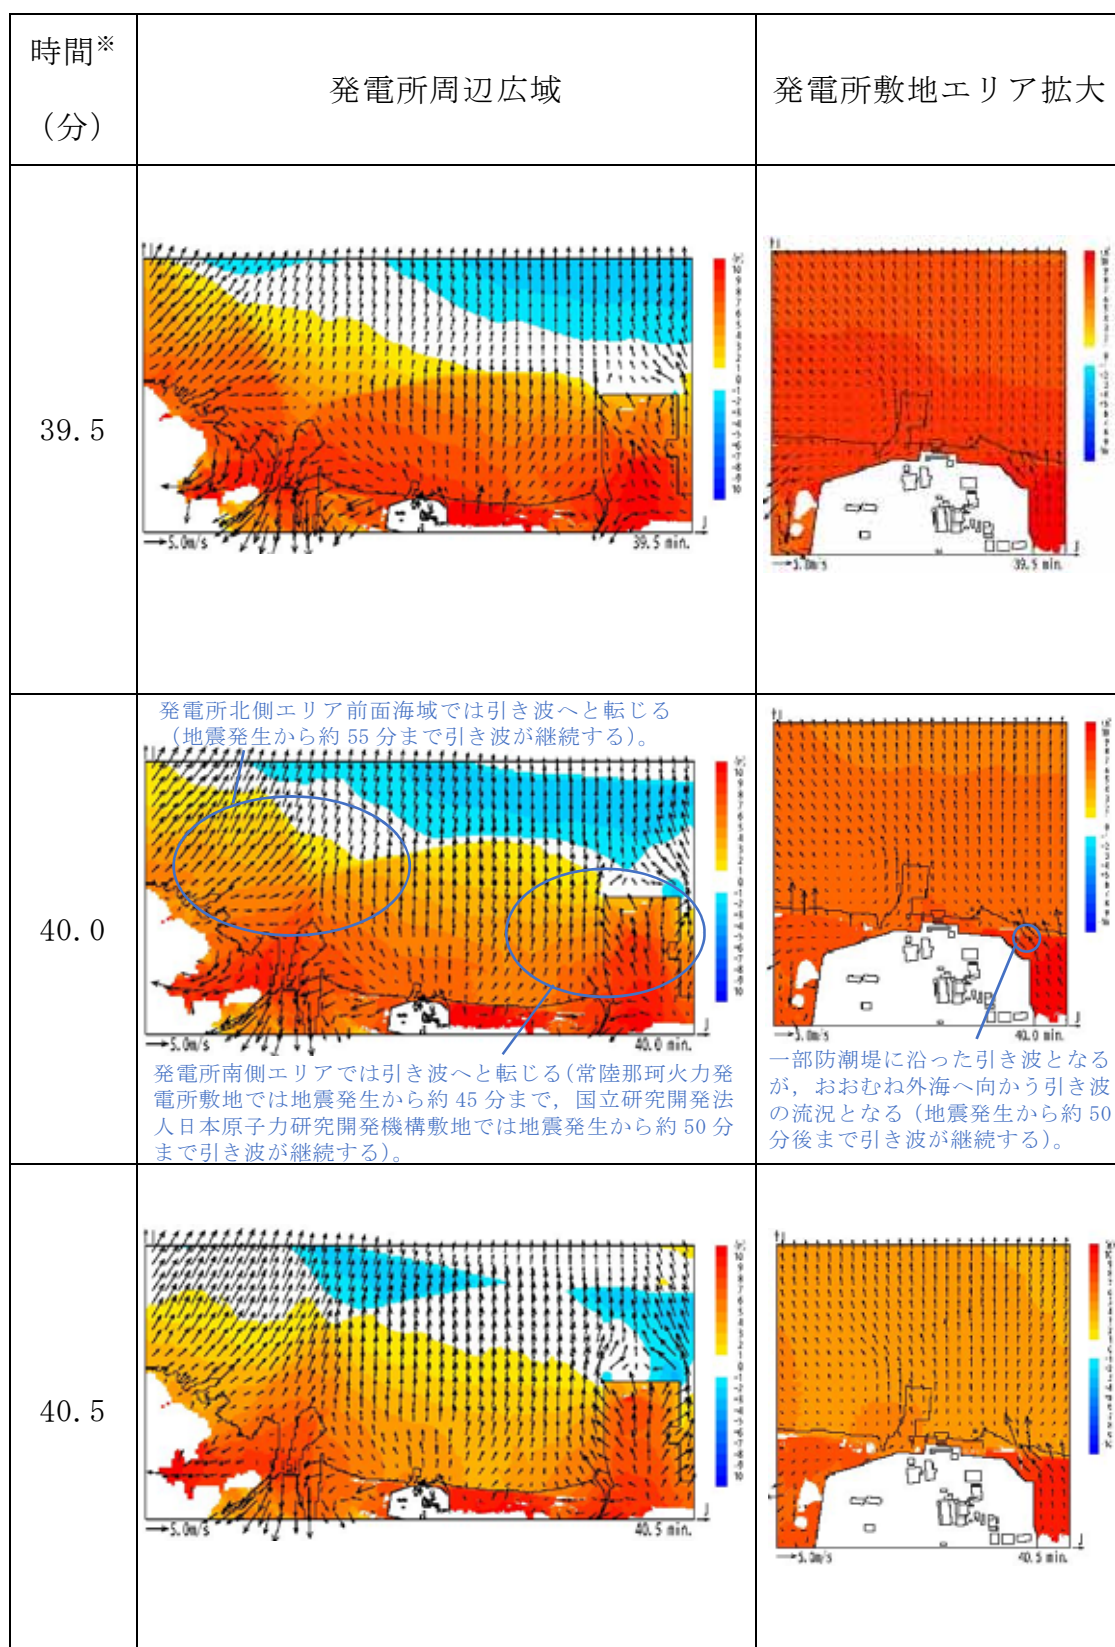 時間※
(分)
発電所周辺広域
発電所敷地エリア拡大
39.5
5.0m/s
39.5 min.
5.0m/s
39.5 min.
発電所北側エリア前面海域では引き波へと転じる
(地震発生から約 55 分まで引き波が継続する)。
40.0
5.0m/s
40.0 min.
5.0m/s
40.0 min.
発電所南側エリアでは引き波へと転じる(常陸那珂火力発
電所敷地では地震発生から約 45 分まで，国立研究開発法
人日本原子力研究開発機構敷地では地震発生から約 50 分
まで引き波が継続する)。
一部防潮堤に沿った引き波となる
が，おおむね外海へ向かう引き波
の流況となる (地震発生から約 50
分後まで引き波が継続する)。
40.5
5.0m/s
40.5 min.
5.0m/s
40.5 min.